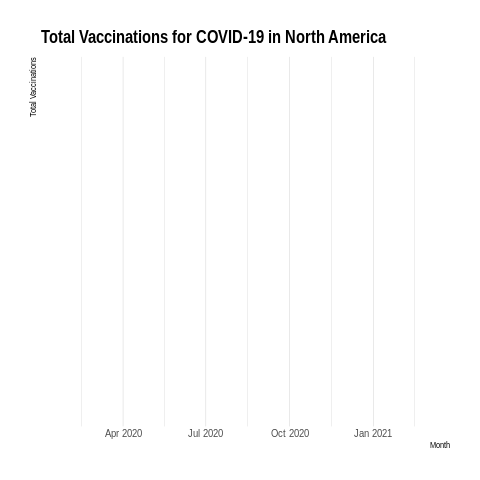 Total Vaccinations for COVID-19 in North America
Total Vaccinations
Apr 2020
Jul 2020
Oct 2020
Jan 2021
Month